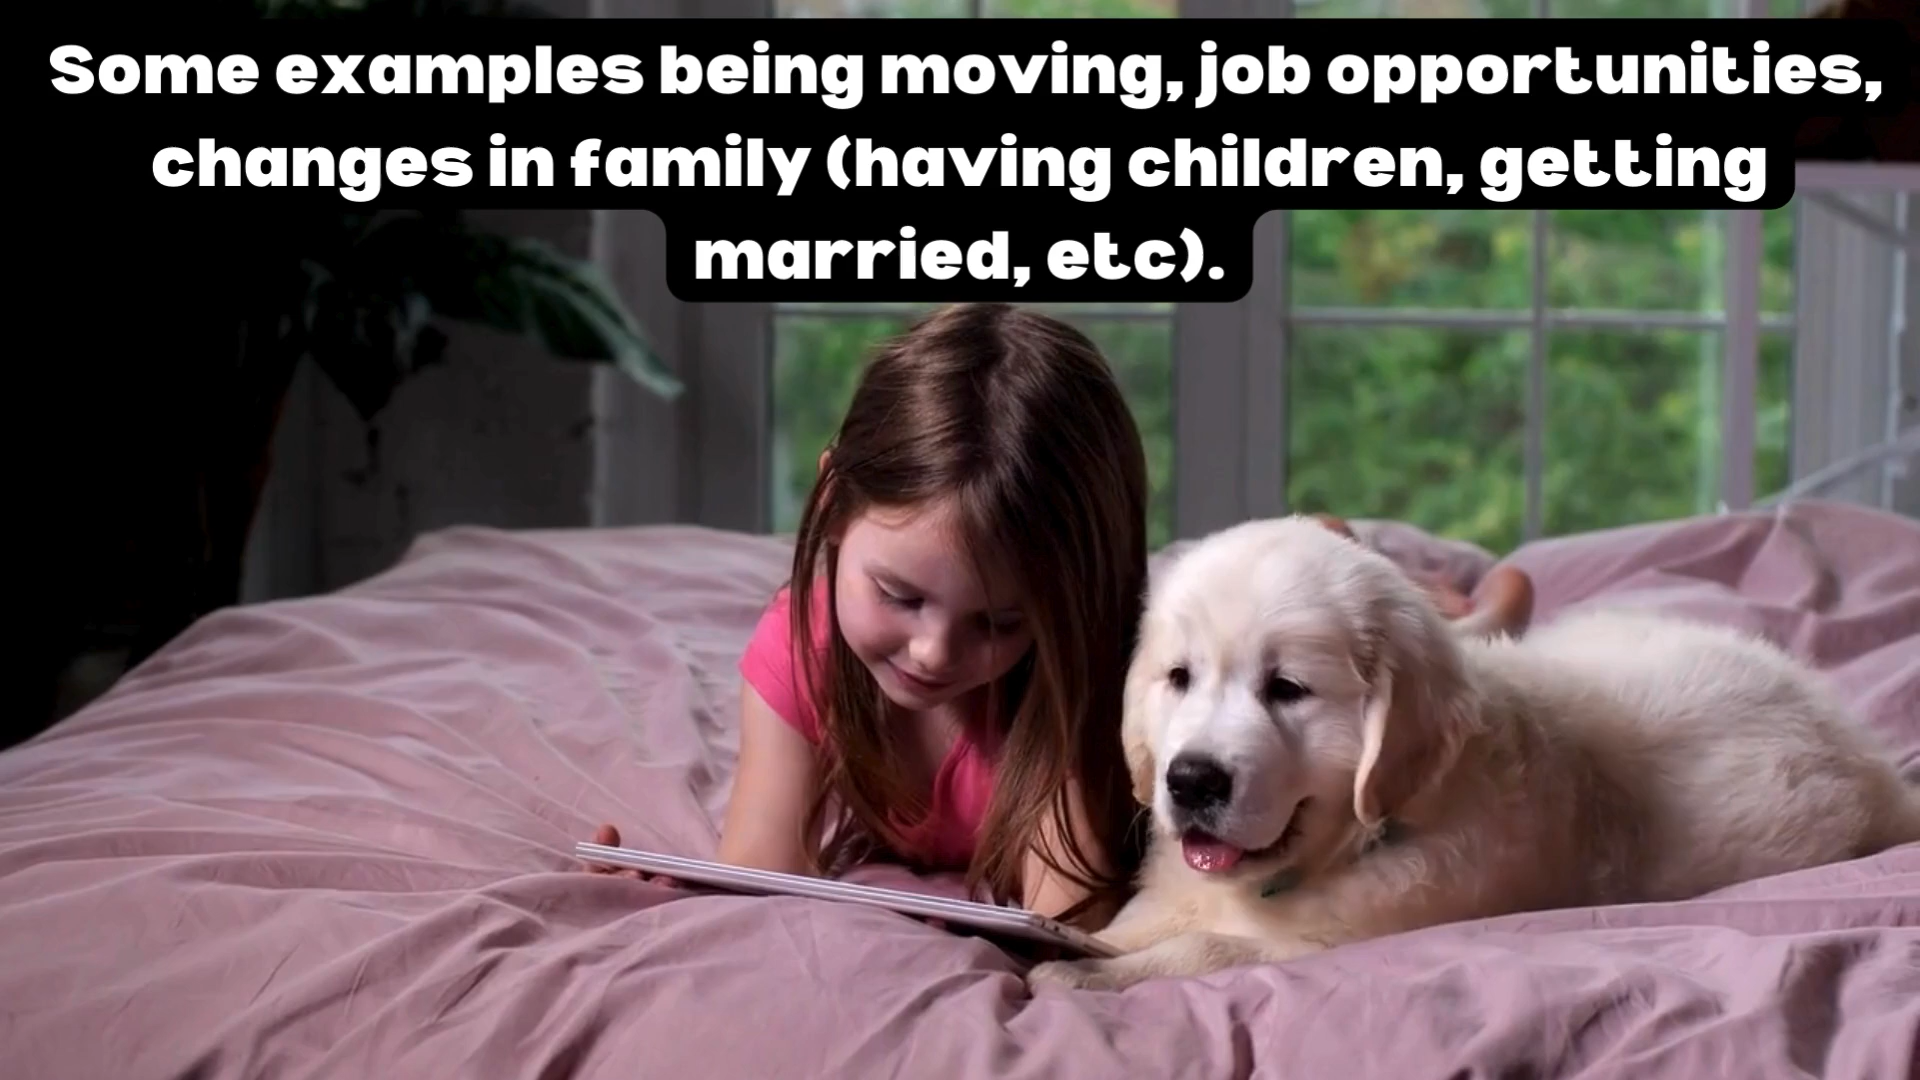 Some examples being moving, job opportunities,
changes in family (having children, getting
married, etc).